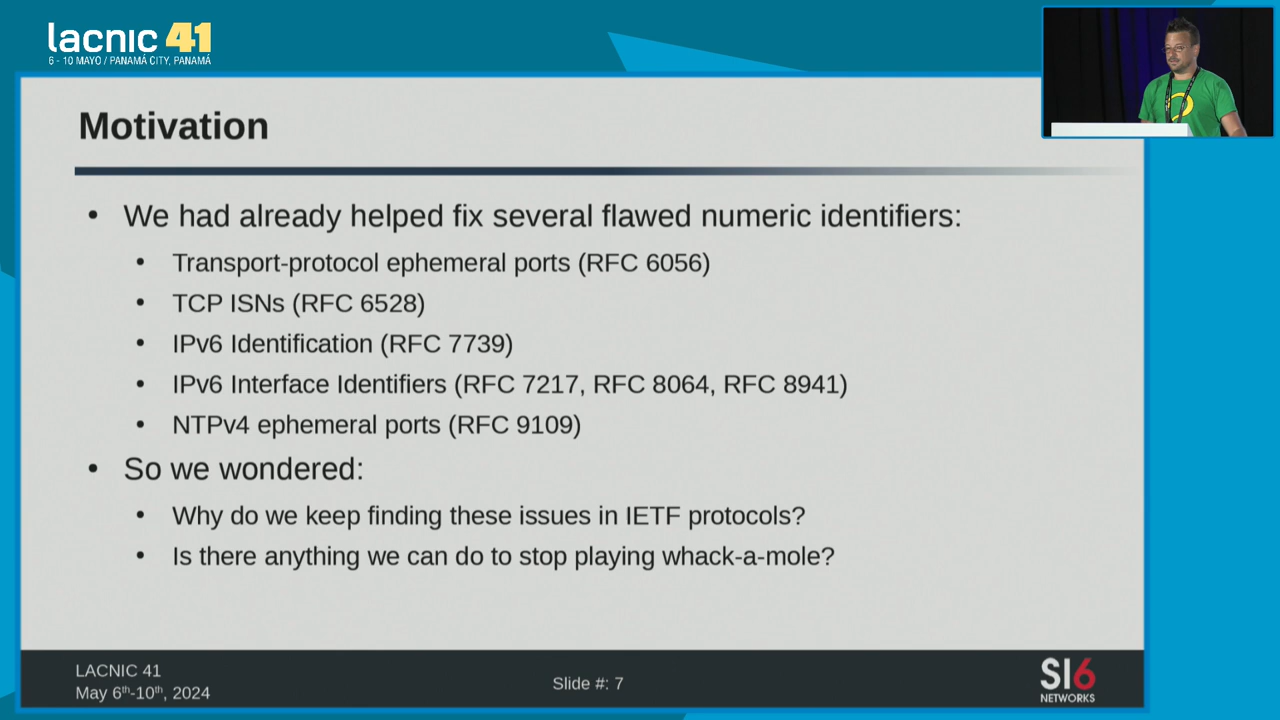 lacnic 41
6 - 10 MAYO / PANAMÁ CITY, PANAMÁ
Motivation
• We had already helped fix several flawed numeric identifiers:
• Transport-protocol ephemeral ports (RFC 6056)
• TCP ISNs (RFC 6528)
• IPv6 Identification (RFC 7739)
• IPv6 Interface Identifiers (RFC 7217, RFC 8064, RFC 8941)
• NTPv4 ephemeral ports (RFC 9109)
• So we wondered:
• Why do we keep finding these issues in IETF protocols?
• Is there anything we can do to stop playing whack-a-mole?
LACNIC 41
May 6th-10th, 2024
Slide #: 7
SI6
NETWORKS